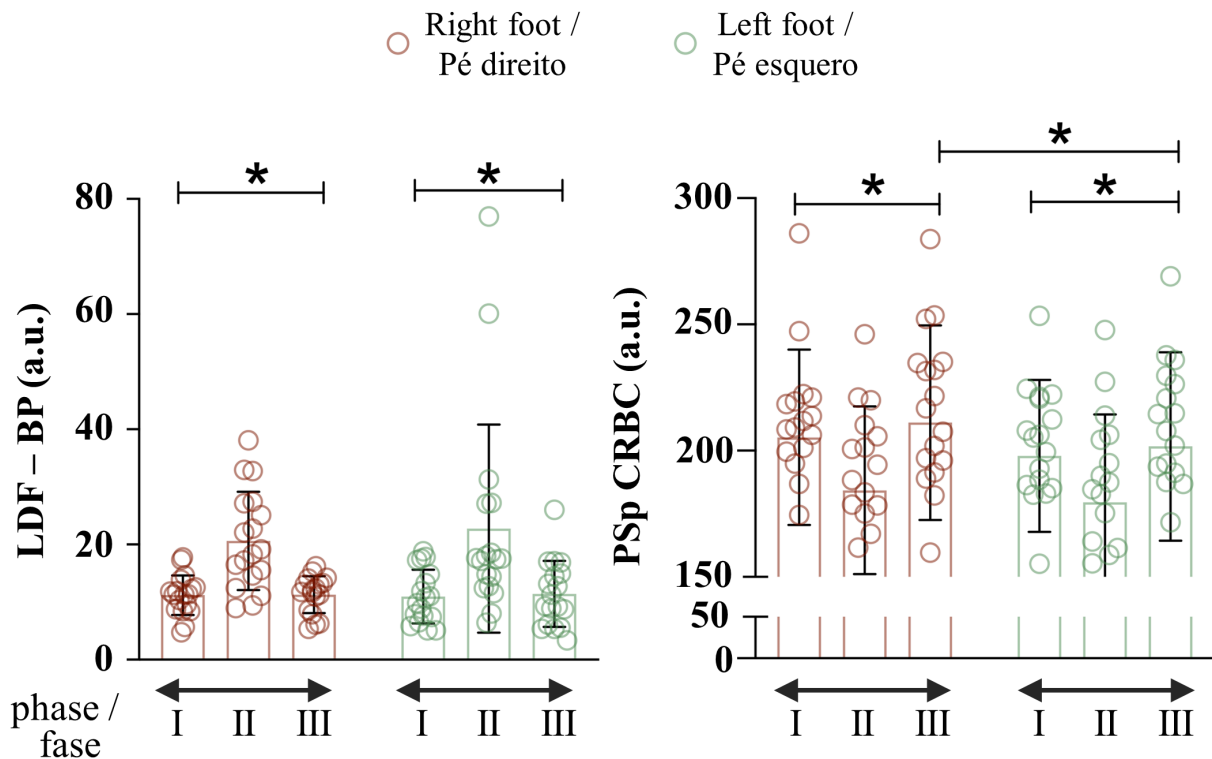 Right foot /
Pé direito
Left foot /
Pé esquero
*
*
80
60
40
20
0
LDF – BP (a.u.)
phase /
fase
I
II
III
I
II
III
*
*
*
300
250
200
150
50
0
PSp CRBC (a.u.)
I
II
III
I
II
III